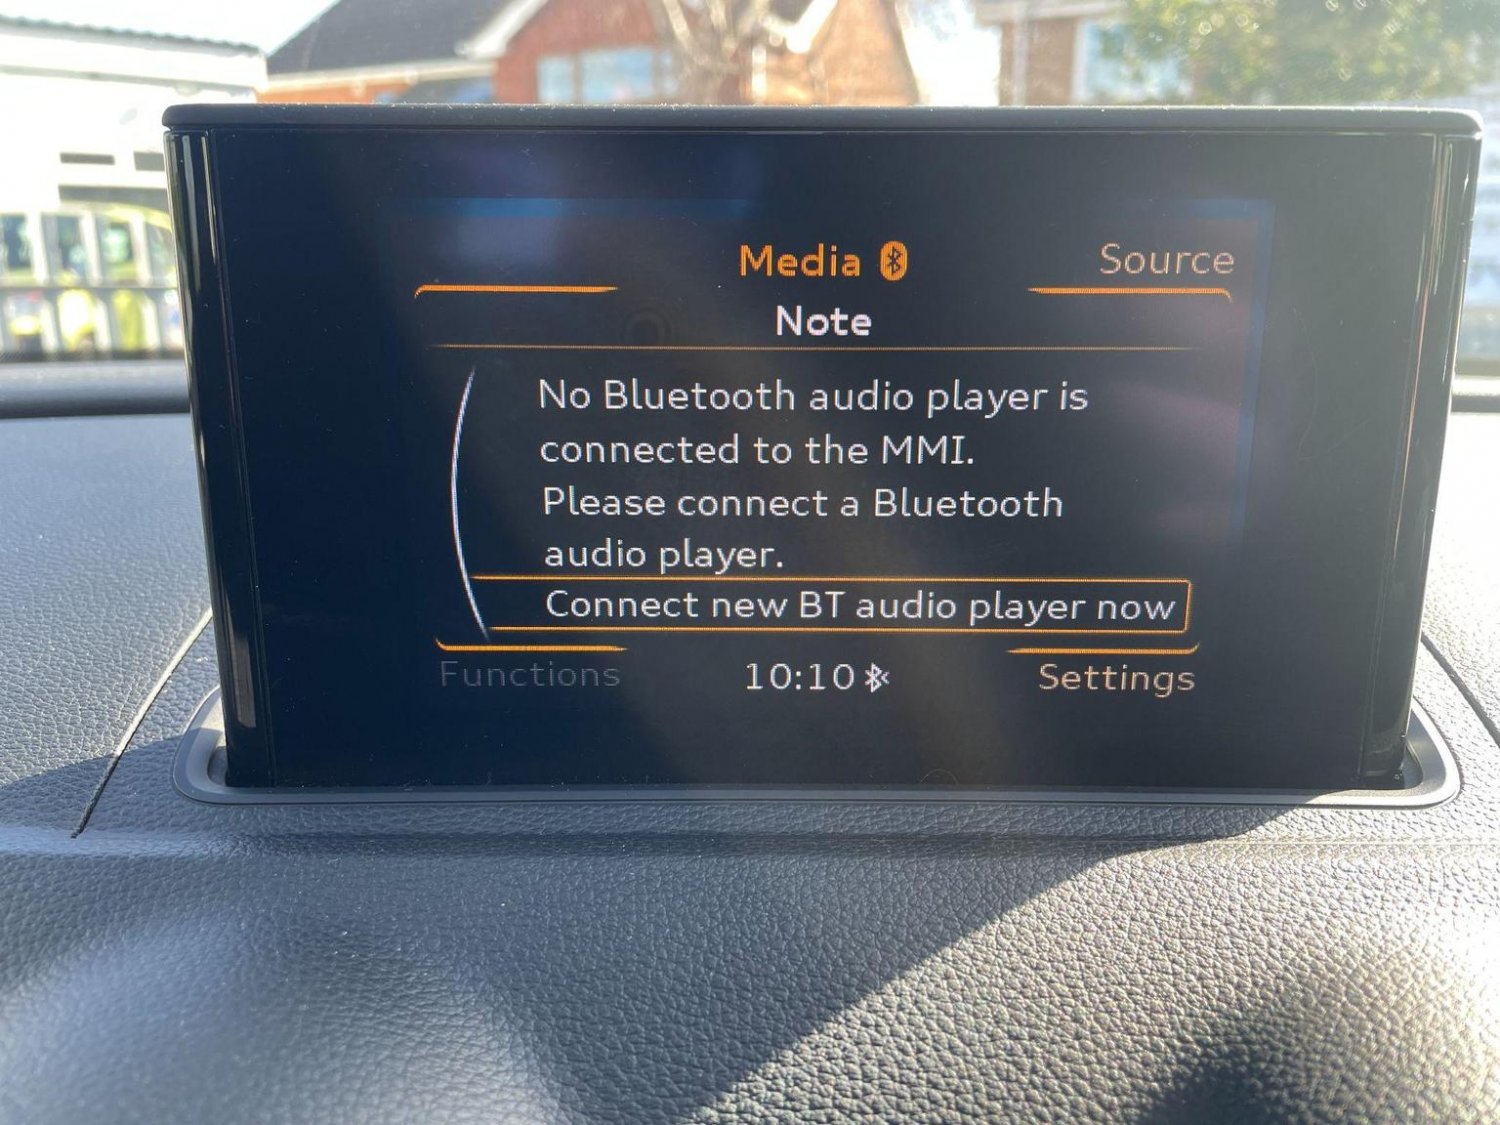 Media
Source
Note
No Bluetooth audio player is
connected to the MMI.
Please connect a Bluetooth
audio player.
Connect new BT audio player now
Functions
10:10
Settings